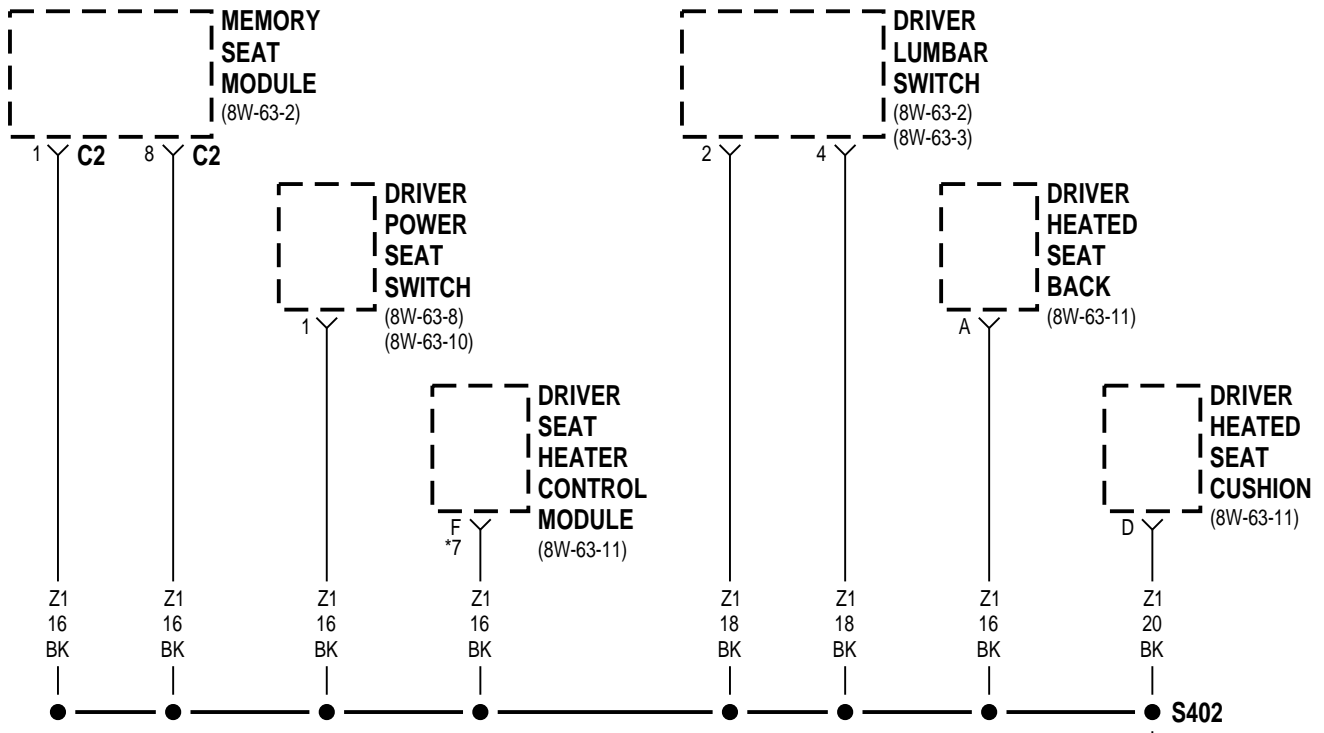 MEMORY
SEAT
MODULE
(8W-63-2)
1 C2 8 C2
DRIVER
LUMBAR
SWITCH
(8W-63-2)
(8W-63-3)
2 4
DRIVER
POWER
SEAT
SWITCH
(8W-63-8)
(8W-63-10)
1
DRIVER
HEATED
SEAT
BACK
(8W-63-11)
A
DRIVER
SEAT
HEATER
CONTROL
MODULE
(8W-63-11)
F
*7
DRIVER
HEATED
SEAT
CUSHION
(8W-63-11)
D
Z1 Z1 Z1 Z1 Z1 Z1 Z1 Z1
16 16 16 16 18 18 16 20
BK BK BK BK BK BK BK BK
S402